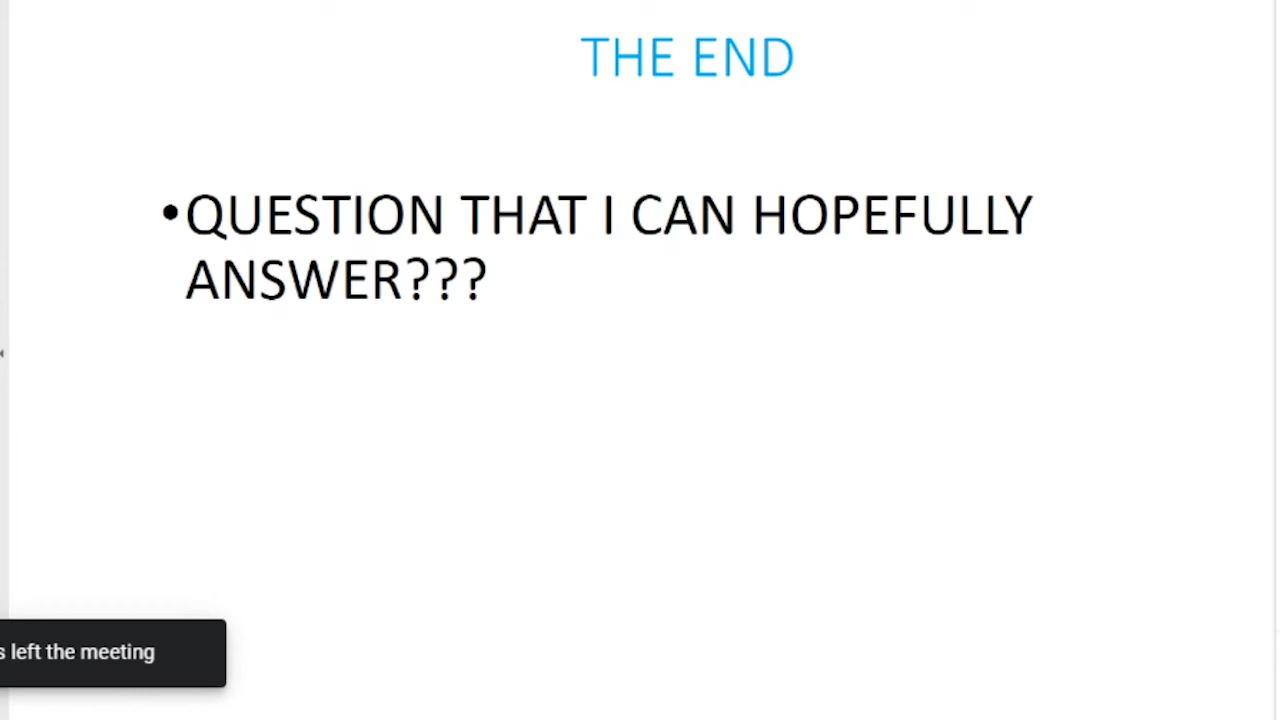 THE END
•QUESTION THAT I CAN HOPEFULLY
ANSWER???
left the meeting